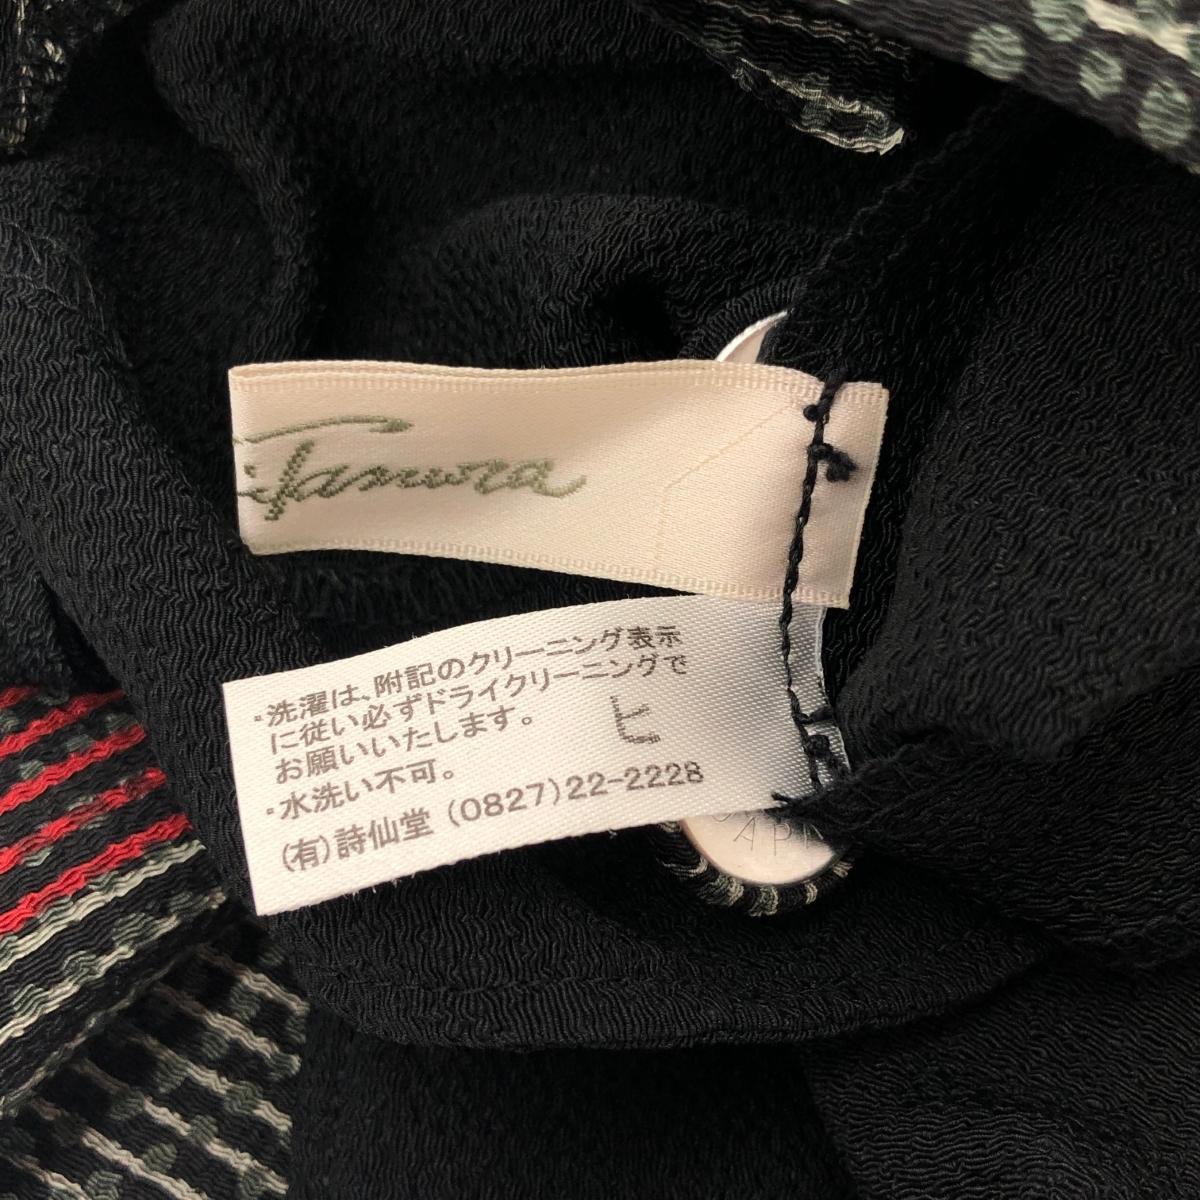 Tamura
・洗濯は、附記のクリーニング表示
に従い必ずドライクリーニングで
お願いいたします。
・水洗い不可。
ヒ
(有)詩仙堂 (0827)22-2228